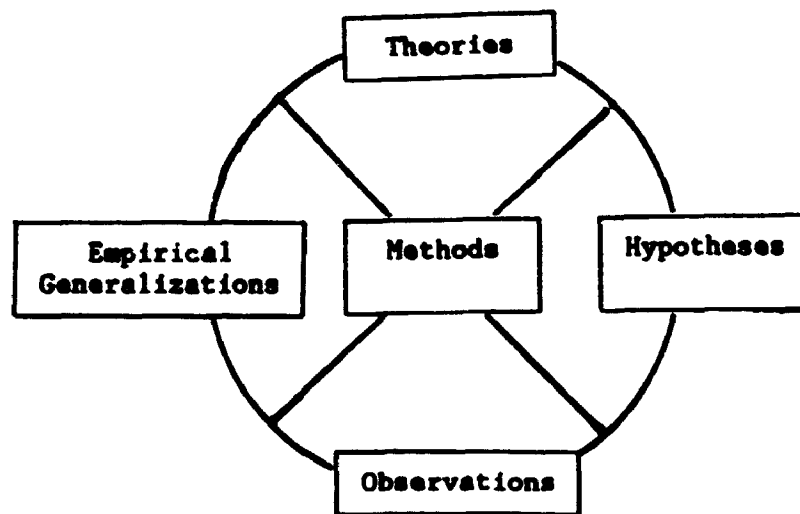 Theories
Empirical
Generalizations
Methods
Hypotheses
Observations